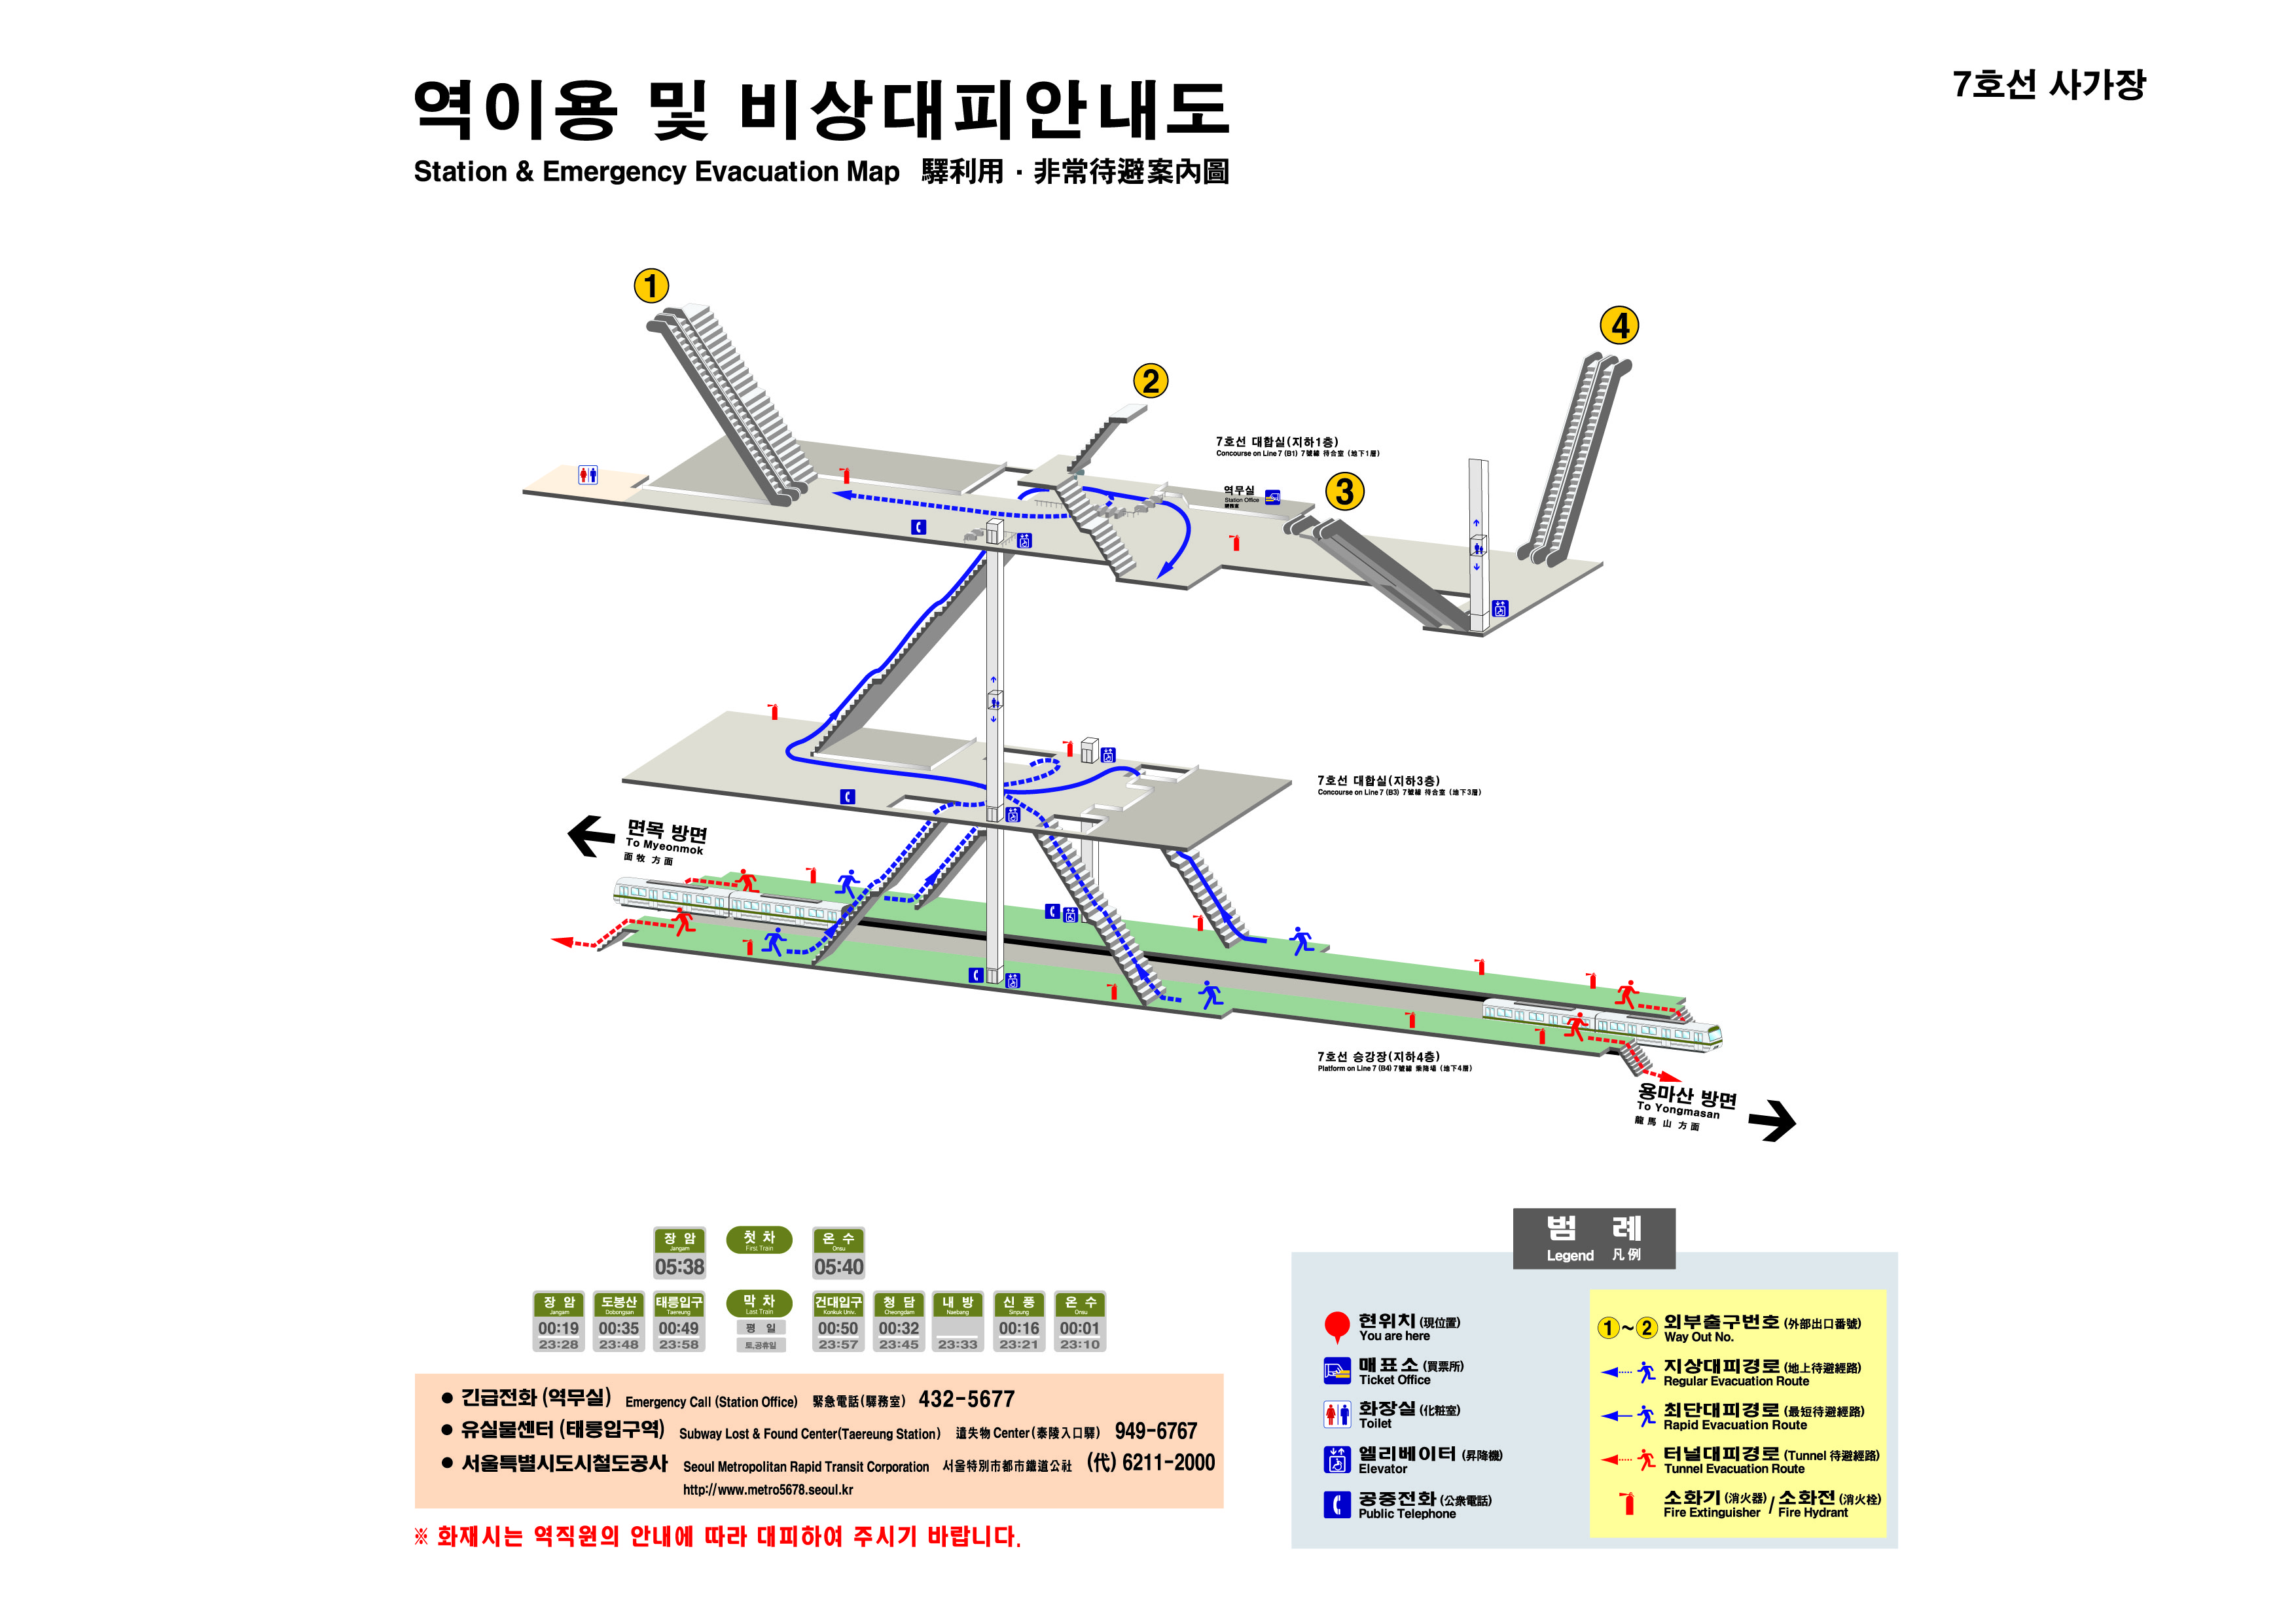 역이용 및 비상대피안내도
Station & Emergency Evacuation Map 驛利用 · 非常待避案內圖
7호선 사가장
1
2
3
4
7호선 대합실(지하1층)
Concourse on Line 7 (B1) 7號線 待合室 (地下1層)
역무실
Station Office
7호선 대합실(지하3층)
Concourse on Line 7 (B3) 7號線 待合室 (地下3層)
면목 방면
To Myeonmok
面牧 方面
7호선 승강장(지하4층)
Platform on Line 7 (B4) 7號線 乘降場 (地下4層)
용마산 방면
To Yongmasan
龍馬山 方面
장 암 첫 차 온 수
Jangam First Train Onsu
05:38 05:40
장 암 도봉산 태릉입구 막 차 건대입구 청 담 내 방 신 풍 온 수
Jangam Dobongsan Taereung Last Train Konkuk Univ. Cheongdam Naebang Sinpung Onsu
00:19 00:35 00:49 평 일 00:50 00:32 00:16 00:01
23:28 23:48 23:58 토,공휴일 23:57 23:45 23:33 23:21 23:10
● 긴급전화 (역무실) Emergency Call (Station Office) 緊急電話(驛務室) 432-5677
● 유실물센터 (태릉입구역) Subway Lost & Found Center(Taereung Station) 遺失物 Center(泰陵入口驛) 949-6767
● 서울특별시도시철도공사 Seoul Metropolitan Rapid Transit Corporation 서울特別市都市鐵道公社 (代) 6211-2000
http://www.metro5678.seoul.kr
※ 화재시는 역직원의 안내에 따라 대피하여 주시기 바랍니다.
범 례
Legend 凡例
현위치 (現位置)
You are here
매표소 (買票所)
Ticket Office
화장실 (化粧室)
Toilet
엘리베이터 (昇降機)
Elevator
공중전화 (公衆電話)
Public Telephone
1~2 외부출구번호 (外部出口番號)
Way Out No.
지상대피경로 (地上待避經路)
Regular Evacuation Route
최단대피경로 (最短待避經路)
Rapid Evacuation Route
터널대피경로 (Tunnel 待避經路)
Tunnel Evacuation Route
소화기 (消火器) / 소화전 (消火栓)
Fire Extinguisher / Fire Hydrant